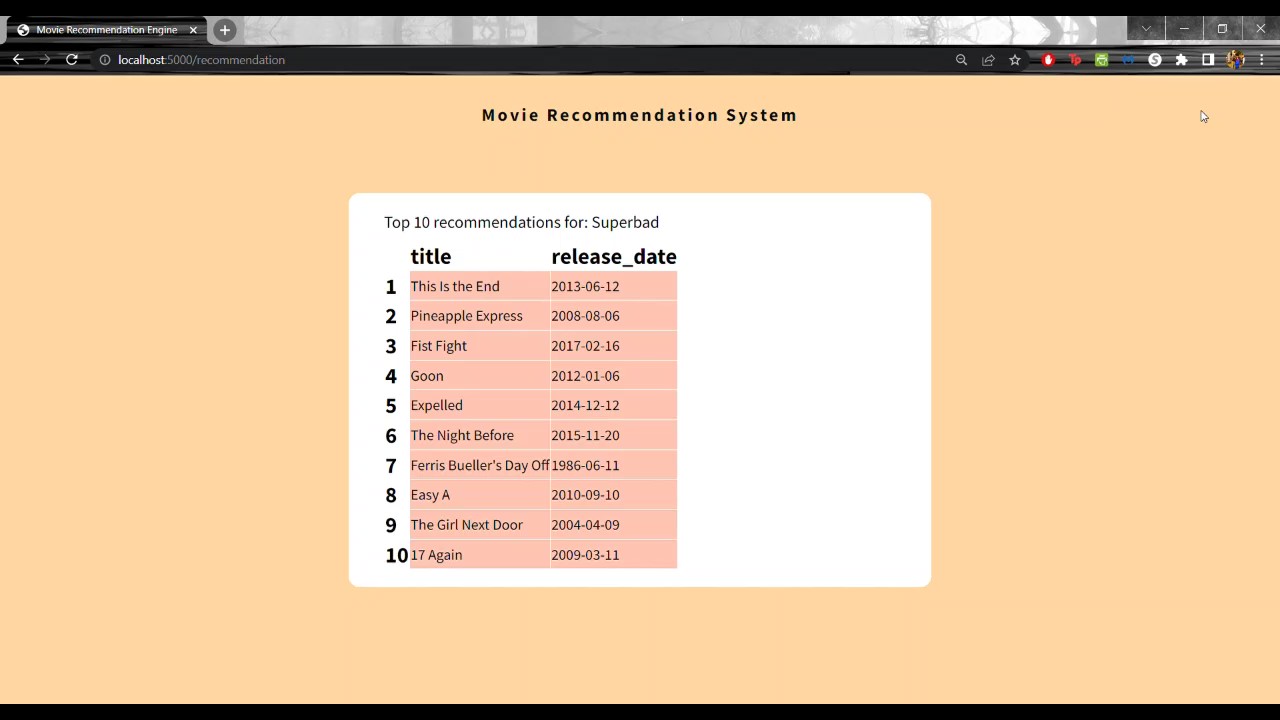 Movie Recommendation Engine
localhost:5000/recommendation
Movie Recommendation System
Top 10 recommendations for: Superbad
title release_date
1 This Is the End 2013-06-12
2 Pineapple Express 2008-08-06
3 Fist Fight 2017-02-16
4 Goon 2012-01-06
5 Expelled 2014-12-12
6 The Night Before 2015-11-20
7 Ferris Bueller's Day Off 1986-06-11
8 Easy A 2010-09-10
9 The Girl Next Door 2004-04-09
10 17 Again 2009-03-11